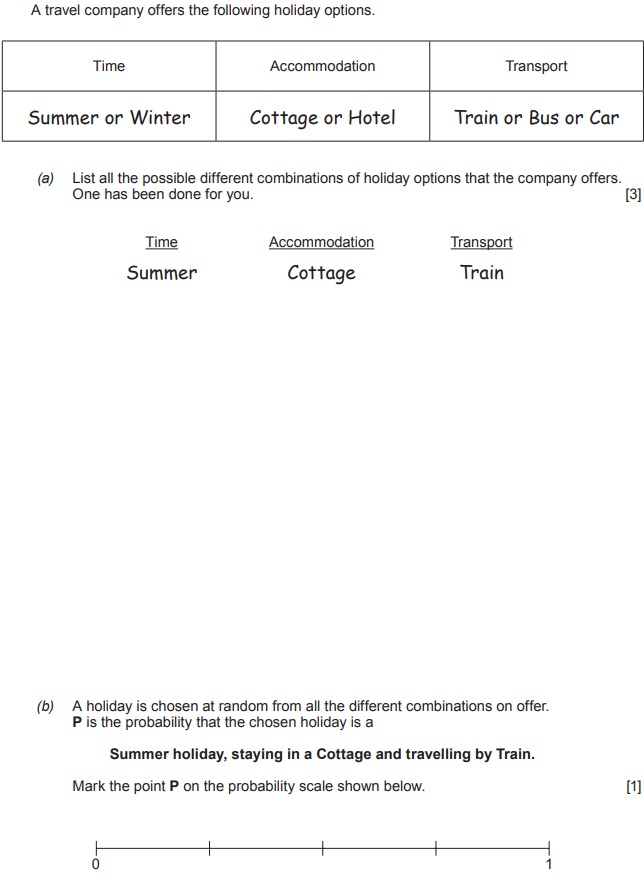 A travel company offers the following holiday options.
Time Accommodation Transport
Summer or Winter Cottage or Hotel Train or Bus or Car
(a) List all the possible different combinations of holiday options that the company offers.
One has been done for you. [3]
Time Accommodation Transport
Summer Cottage Train
(b) A holiday is chosen at random from all the different combinations on offer.
P is the probability that the chosen holiday is a
Summer holiday, staying in a Cottage and travelling by Train.
Mark the point P on the probability scale shown below. [1]
0 1